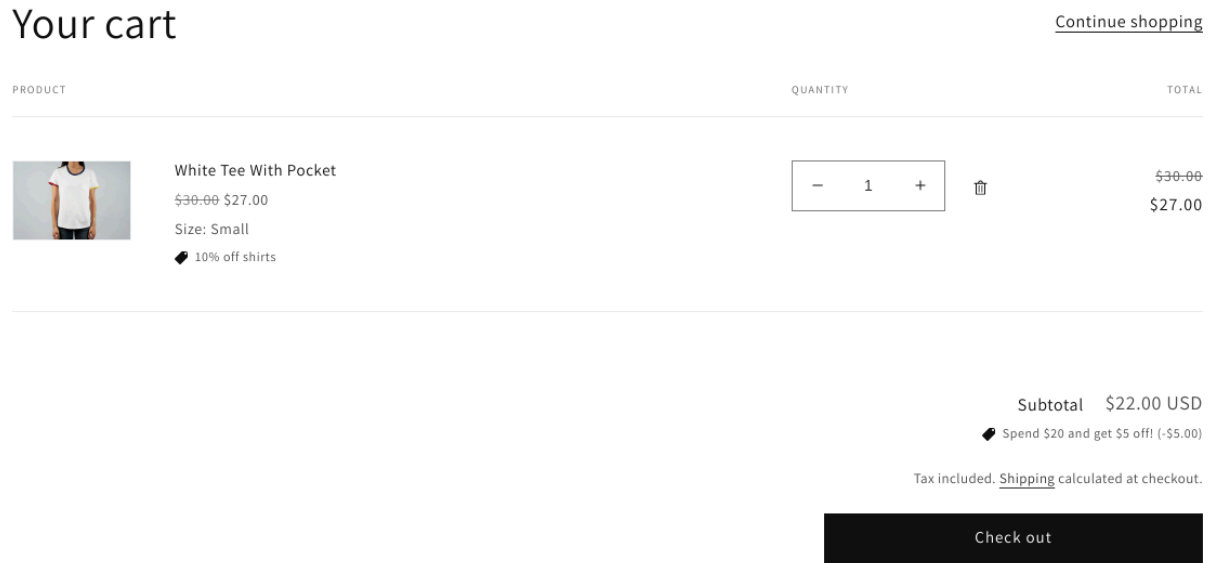 Your cart
Continue shopping
PRODUCT QUANTITY TOTAL
White Tee With Pocket
$30.00 $27.00
Size: Small
10% off shirts
− 1 +
$30.00
$27.00
Subtotal $22.00 USD
Spend $20 and get $5 off! (-$5.00)
Tax included. Shipping calculated at checkout.
Check out